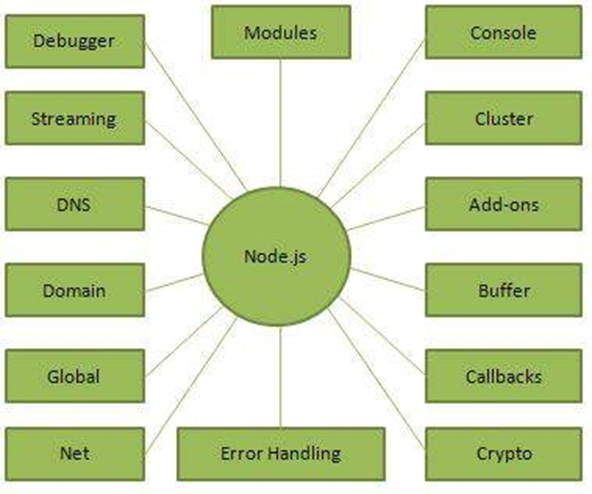 Debugger
Modules
Console
Streaming
Cluster
DNS
Add-ons
Node.js
Domain
Buffer
Global
Callbacks
Net
Error Handling
Crypto